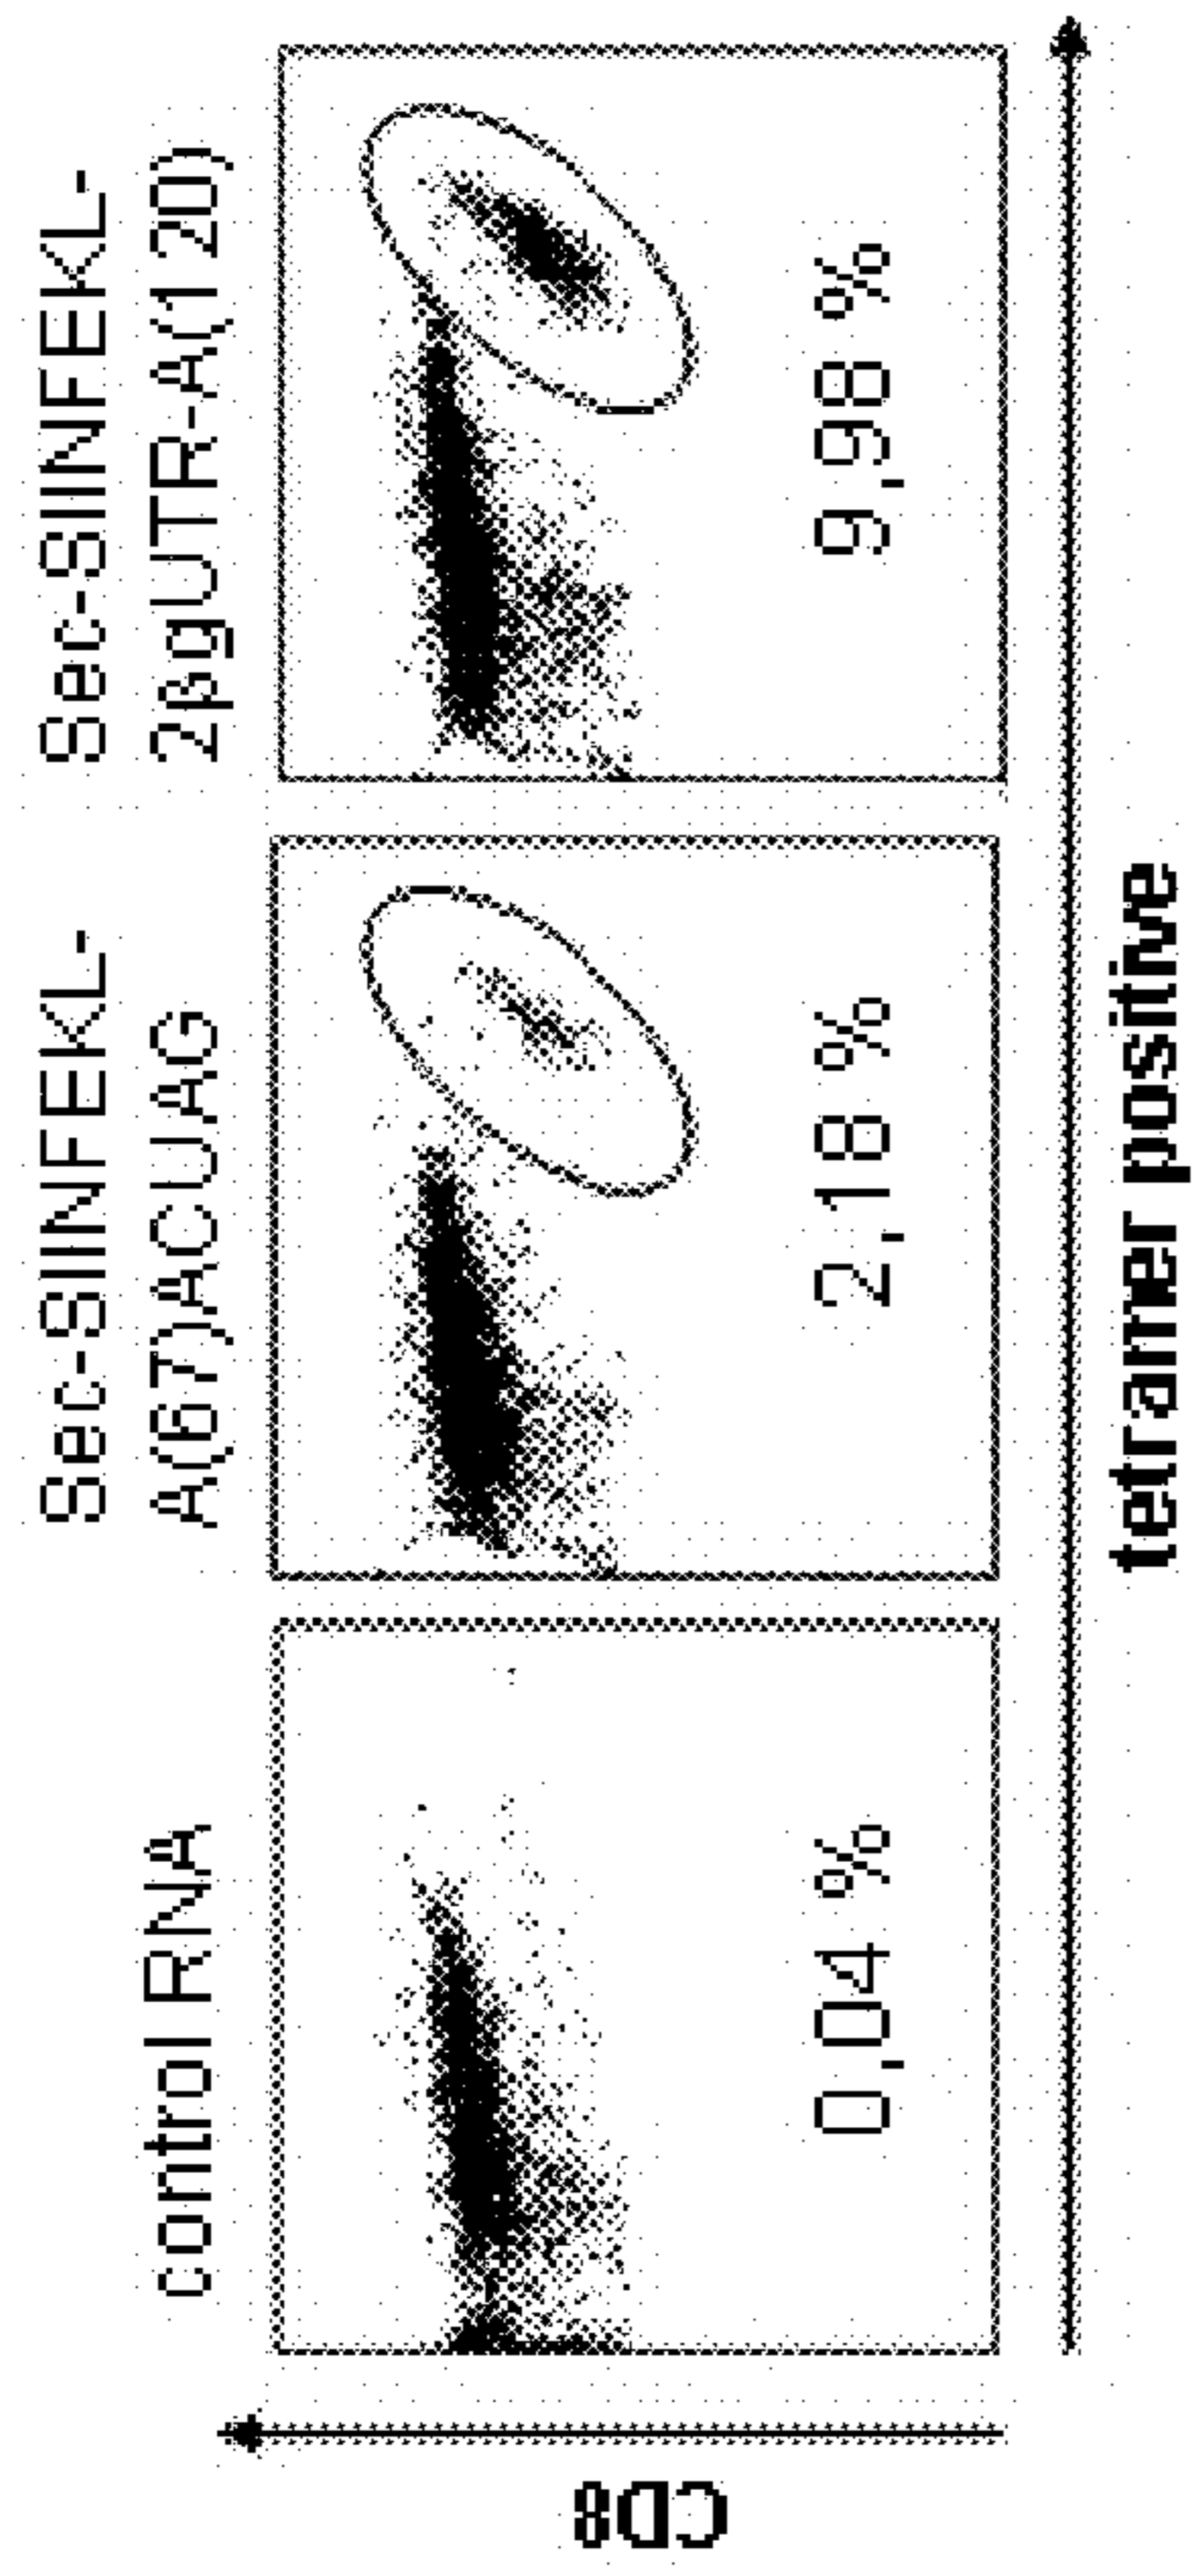 control RNA
Sec-SIINFEKL-
A(67)ACUAG
Sec-SIINFEKL-
2βgUTR-A(120)
CD8
0,04 %
2,18 %
9,98 %
tetramer positive